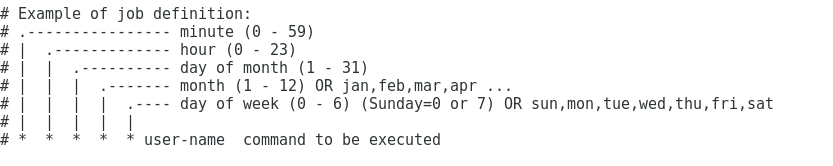 # Example of job definition:
# .---------------- minute (0 - 59)
# |  .------------- hour (0 - 23)
# |  |  .---------- day of month (1 - 31)
# |  |  |  .------- month (1 - 12) OR jan,feb,mar,apr ...
# |  |  |  |  .---- day of week (0 - 6) (Sunday=0 or 7) OR sun,mon,tue,wed,thu,fri,sat
# |  |  |  |  |
# *  *  *  *  * user-name  command to be executed